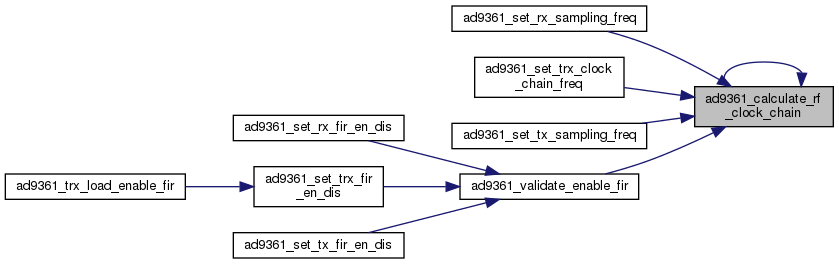 ad9361_set_rx_sampling_freq
ad9361_set_trx_clock
_chain_freq
ad9361_calculate_rf
_clock_chain
ad9361_set_rx_fir_en_dis
ad9361_set_tx_sampling_freq
ad9361_trx_load_enable_fir
ad9361_set_trx_fir
_en_dis
ad9361_validate_enable_fir
ad9361_set_tx_fir_en_dis